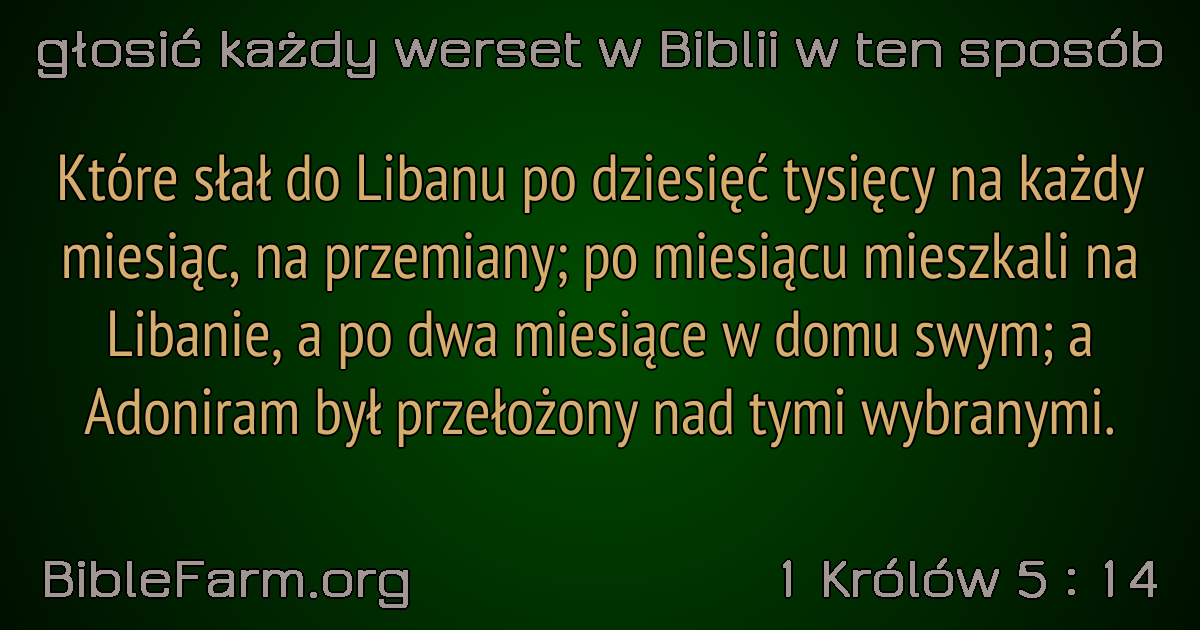 głosić każdy werset w Biblii w ten sposób
Które słał do Libanu po dziesięć tysięcy na każdy
miesiąc, na przemiany; po miesiącu mieszkali na
Libanie, a po dwa miesiące w domu swym; a
Adoniram był przełożony nad tymi wybranymi.
BibleFarm.org
1 Królów 5 : 14